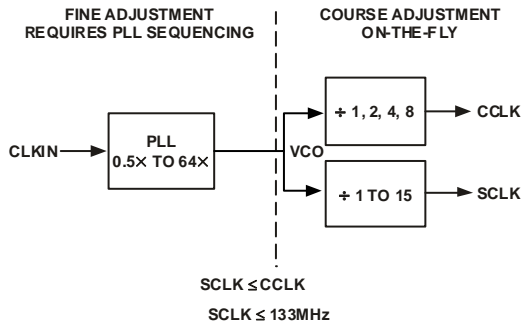 FINE ADJUSTMENT
REQUIRES PLL SEQUENCING
COURSE ADJUSTMENT
ON-THE-FLY
CLKIN
PLL
0.5× TO 64×
VCO
÷ 1, 2, 4, 8
CCLK
÷ 1 TO 15
SCLK
SCLK ≤ CCLK
SCLK ≤ 133MHz